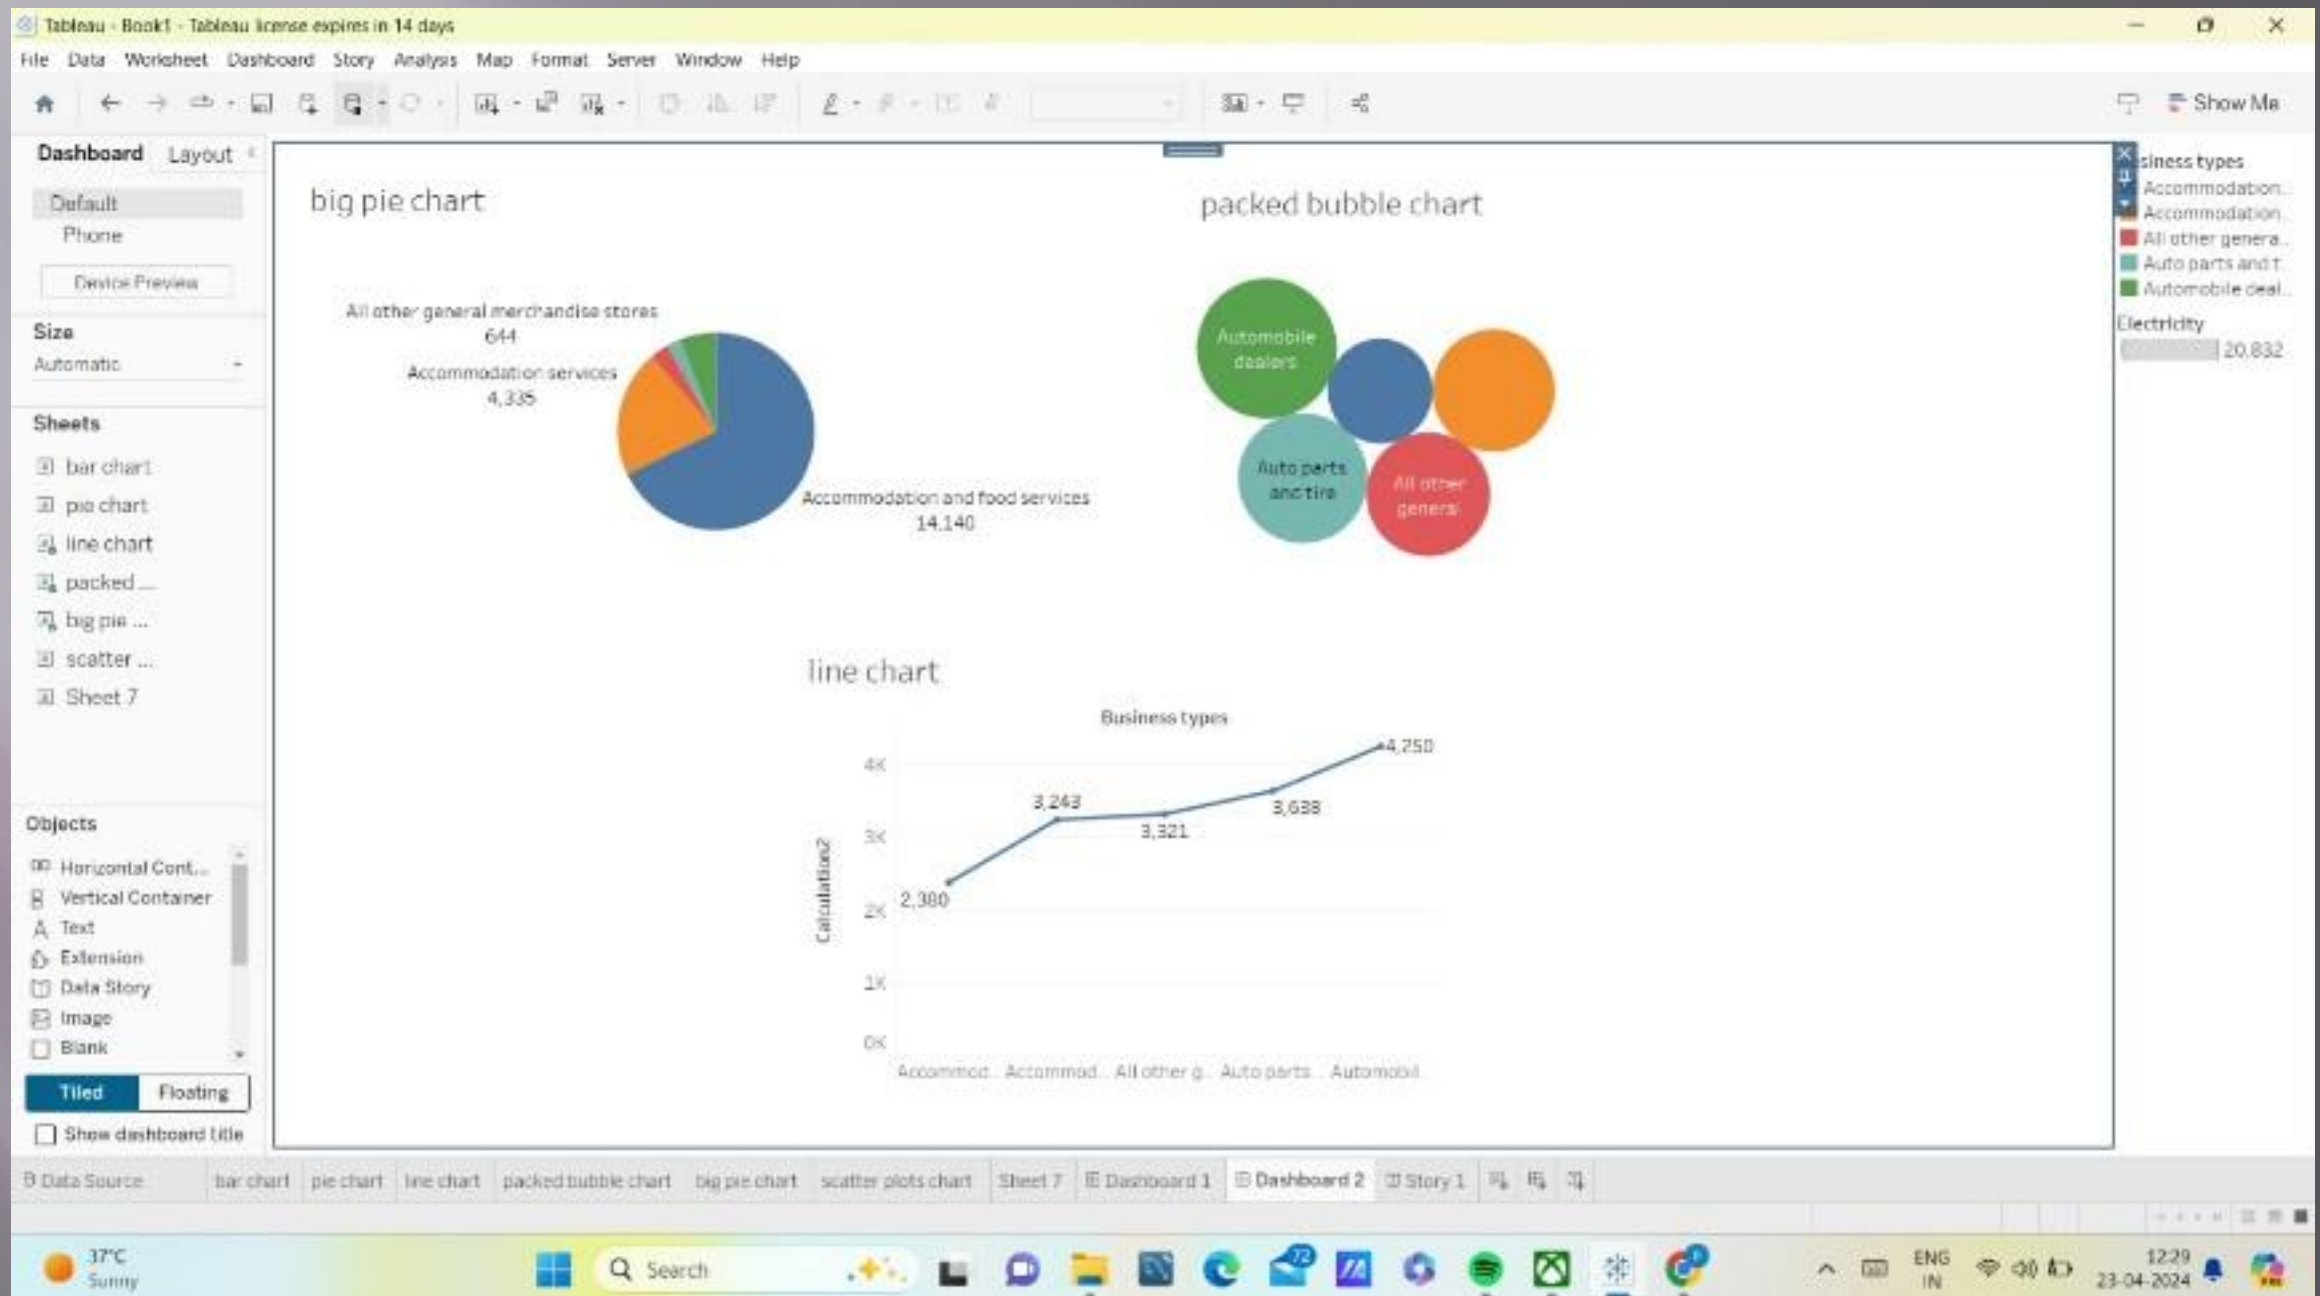 Tableau - Book1 - Tableau license expires in 14 days
File Data Worksheet Dashboard Story Analysis Map Format Server Window Help
Show Me
Dashboard Layout
Default
Phone
Device Preview
Size
Automatic
Sheets
bar chart
pie chart
line chart
packed ...
big pie ...
scatter ...
Sheet 7
Objects
Horizontal Cont...
Vertical Container
Text
Extension
Data Story
Image
Blank
Tiled Floating
Show dashboard title
big pie chart
All other general merchandise stores
644
Accommodation services
4,335
Accommodation and food services
14,140
packed bubble chart
Automobile
dealers
Auto parts
and tire
All other
general
line chart
Business types
4K
3K
2K
1K
0K
Calculation2
2,380
3,243
3,321
3,638
4,250
Accommod.. Accommod.. All other g.. Auto parts .. Automobil..
siness types
Accommodation..
Accommodation..
All other genera..
Auto parts and t..
Automobile deal..
Electricity
20,832
Data Source bar chart pie chart line chart packed bubble chart big pie chart scatter plots chart Sheet 7 Dashboard 1 Dashboard 2 Story 1
37°C
Sunny
Search
72
ENG
IN
12:29
23-04-2024